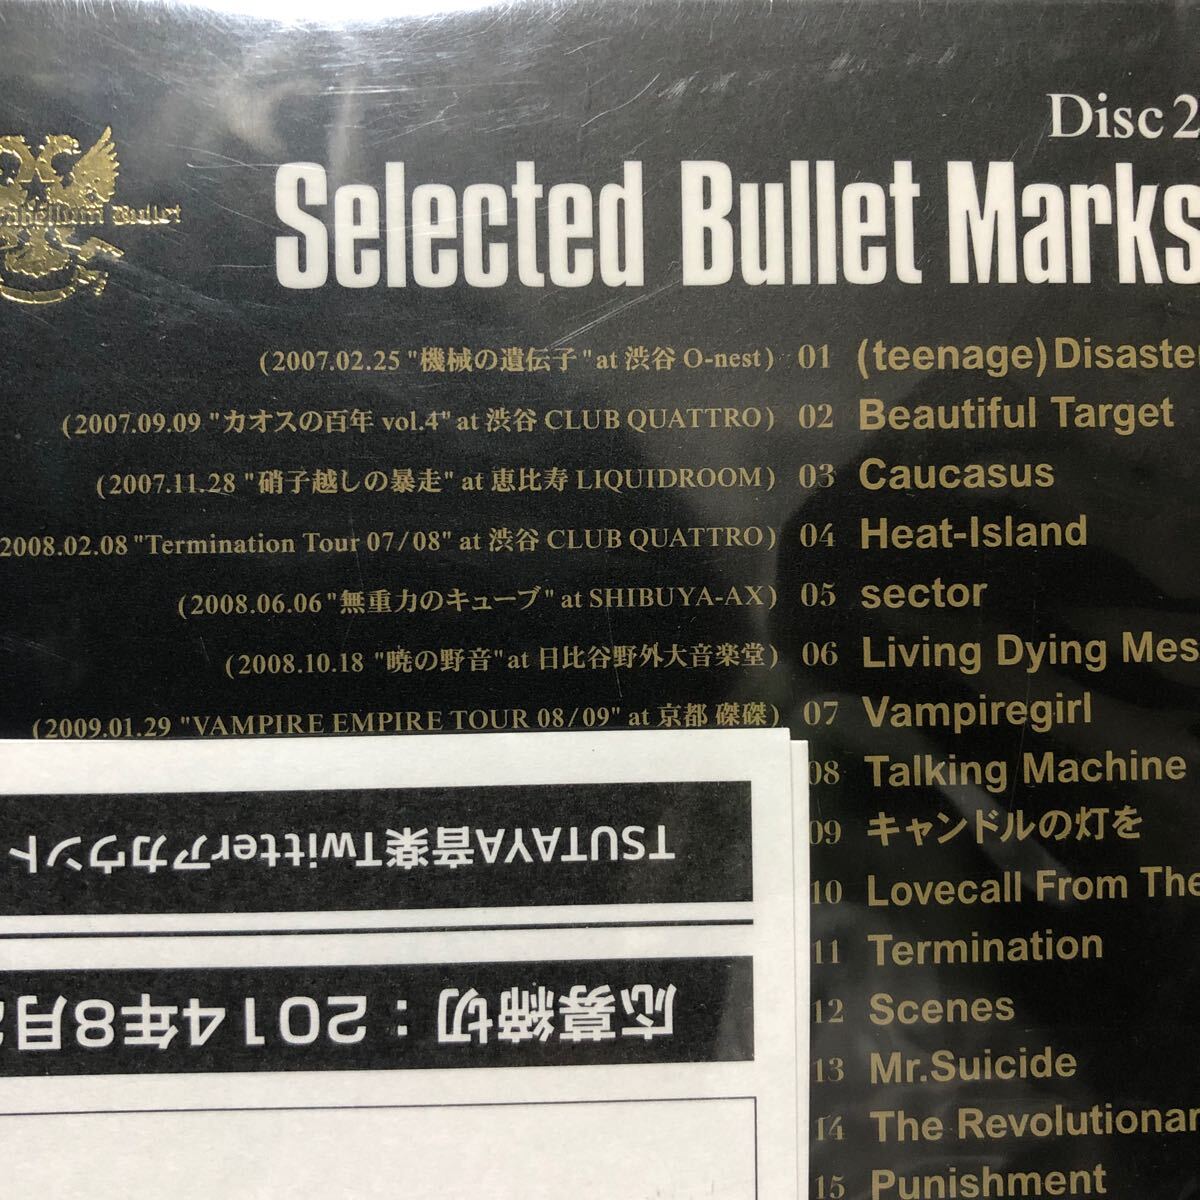 Disc 2
Bullet
Selected Bullet Marks
(2007.02.25 "機械の遺伝子" at 渋谷 O-nest) 01 (teenage) Disaster
(2007.09.09 "カオスの百年 vol.4" at 渋谷 CLUB QUATTRO) 02 Beautiful Target
(2007.11.28 "硝子越しの暴走" at 恵比寿 LIQUIDROOM) 03 Caucasus
2008.02.08 "Termination Tour 07/08" at 渋谷 CLUB QUATTRO) 04 Heat-Island
(2008.06.06 "無重力のキューブ" at SHIBUYA-AX) 05 sector
(2008.10.18 "暁の野音" at 日比谷野外大音楽堂) 06 Living Dying Mes
(2009.01.29 "VAMPIRE EMPIRE TOUR 08/09" at 京都 磔磔) 07 Vampiregirl
08 Talking Machine
09 キャンドルの灯を
10 Lovecall From The
11 Termination
12 Scenes
13 Mr.Suicide
14 The Revolutionar
15 Punishment
TSUTAYA音楽Twitterアカウント
応募締切：2014年8月